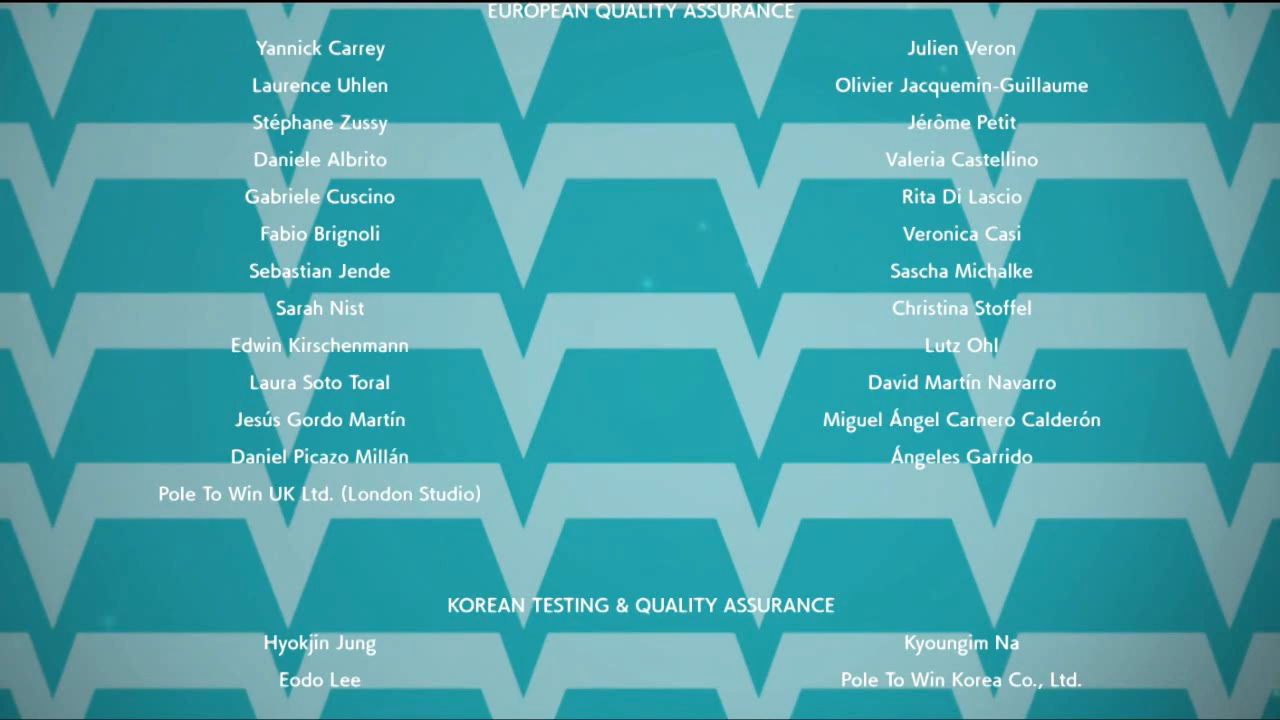 EUROPEAN QUALITY ASSURANCE
Yannick Carrey Julien Veron
Laurence Uhlen Olivier Jacquemin-Guillaume
Stéphane Zussy Jérôme Petit
Daniele Albrito Valeria Castellino
Gabriele Cuscino Rita Di Lascio
Fabio Brignoli Veronica Casi
Sebastian Jende Sascha Michalke
Sarah Nist Christina Stoffel
Edwin Kirschenmann Lutz Ohl
Laura Soto Toral David Martín Navarro
Jesús Gordo Martín Miguel Ángel Carnero Calderón
Daniel Picazo Millán Ángeles Garrido
Pole To Win UK Ltd. (London Studio)
KOREAN TESTING & QUALITY ASSURANCE
Hyokjin Jung Kyoungim Na
Eodo Lee Pole To Win Korea Co., Ltd.